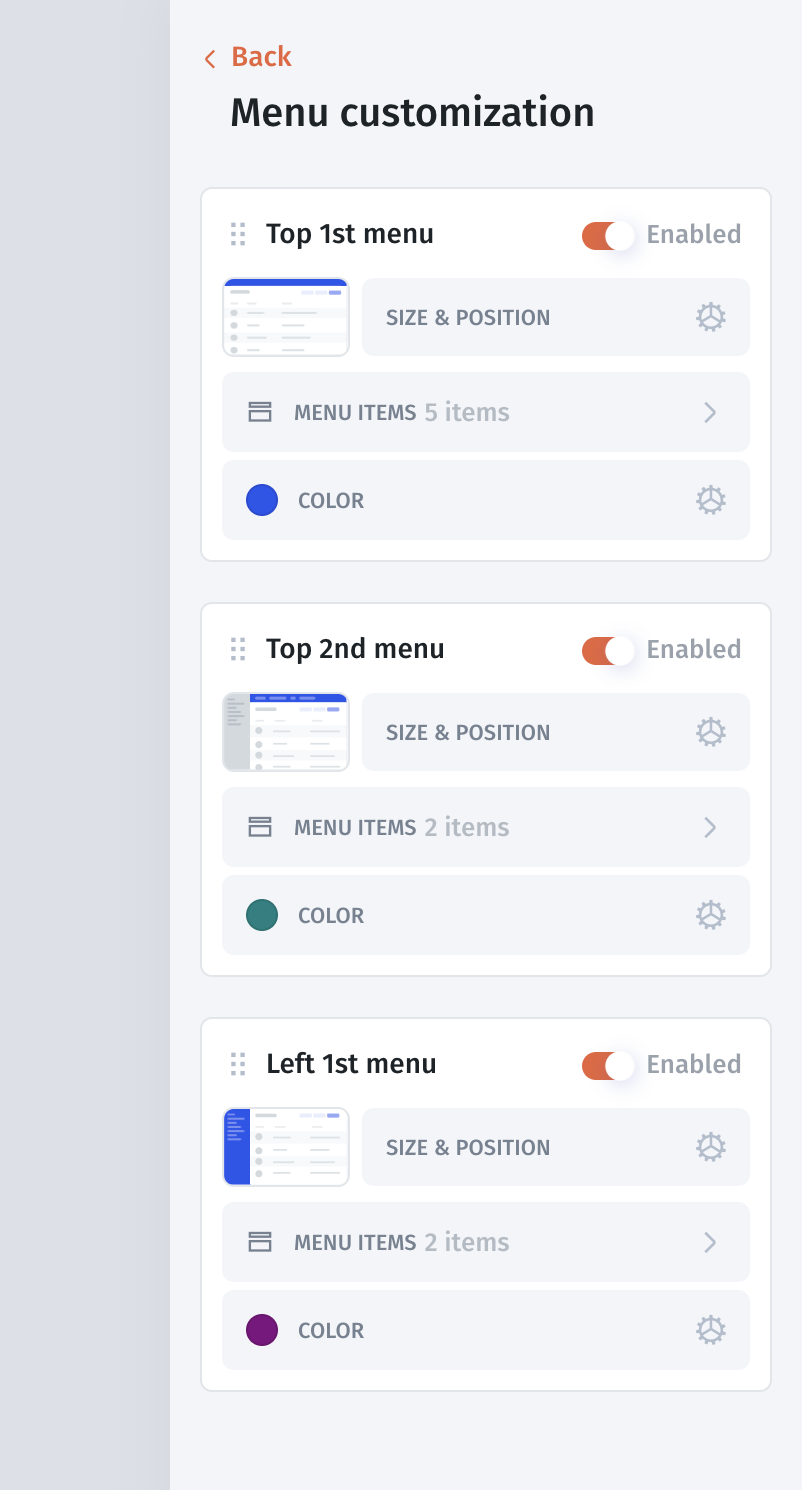 Back
Menu customization
Top 1st menu Enabled
SIZE & POSITION
MENU ITEMS 5 items
COLOR
Top 2nd menu Enabled
SIZE & POSITION
MENU ITEMS 2 items
COLOR
Left 1st menu Enabled
SIZE & POSITION
MENU ITEMS 2 items
COLOR